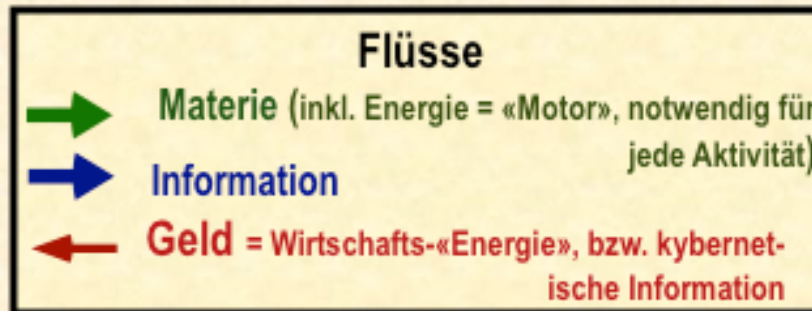 Flüsse
Materie (inkl. Energie = «Motor», notwendig für
jede Aktivität)
Information
Geld = Wirtschafts-«Energie», bzw. kybernet-
ische Information